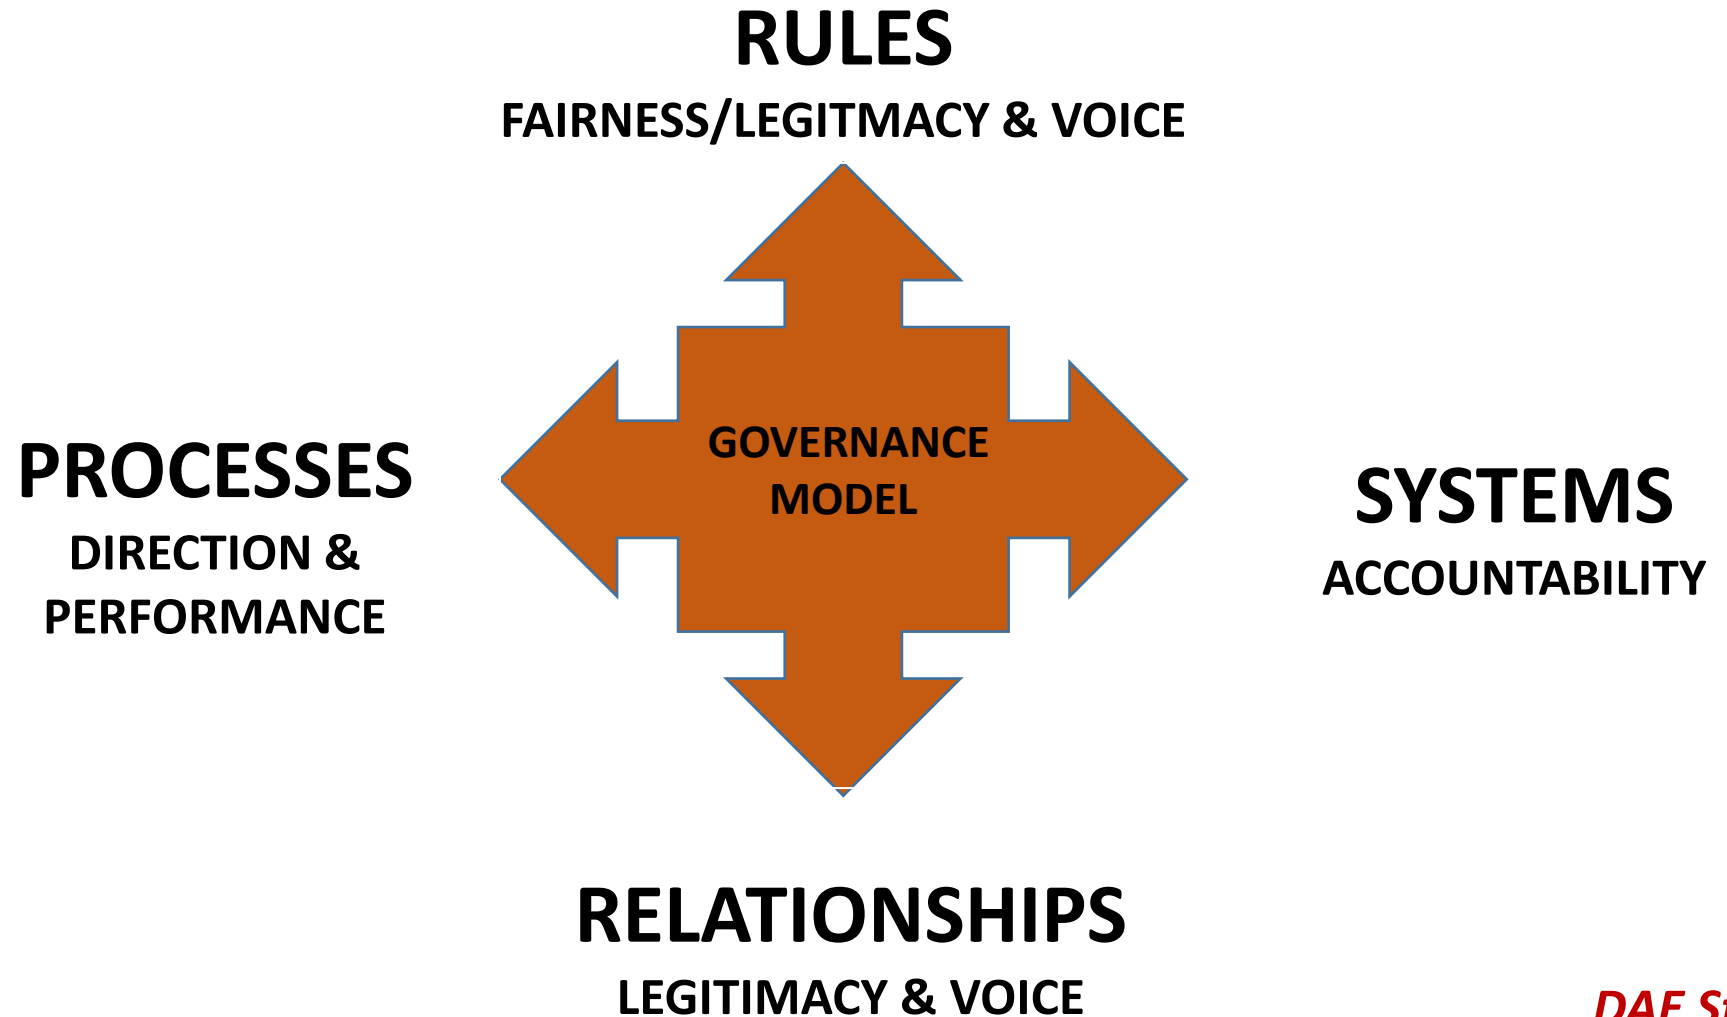 RULES
FAIRNESS/LEGITMACY & VOICE
GOVERNANCE
MODEL
PROCESSES
DIRECTION &
PERFORMANCE
SYSTEMS
ACCOUNTABILITY
RELATIONSHIPS
LEGITIMACY & VOICE